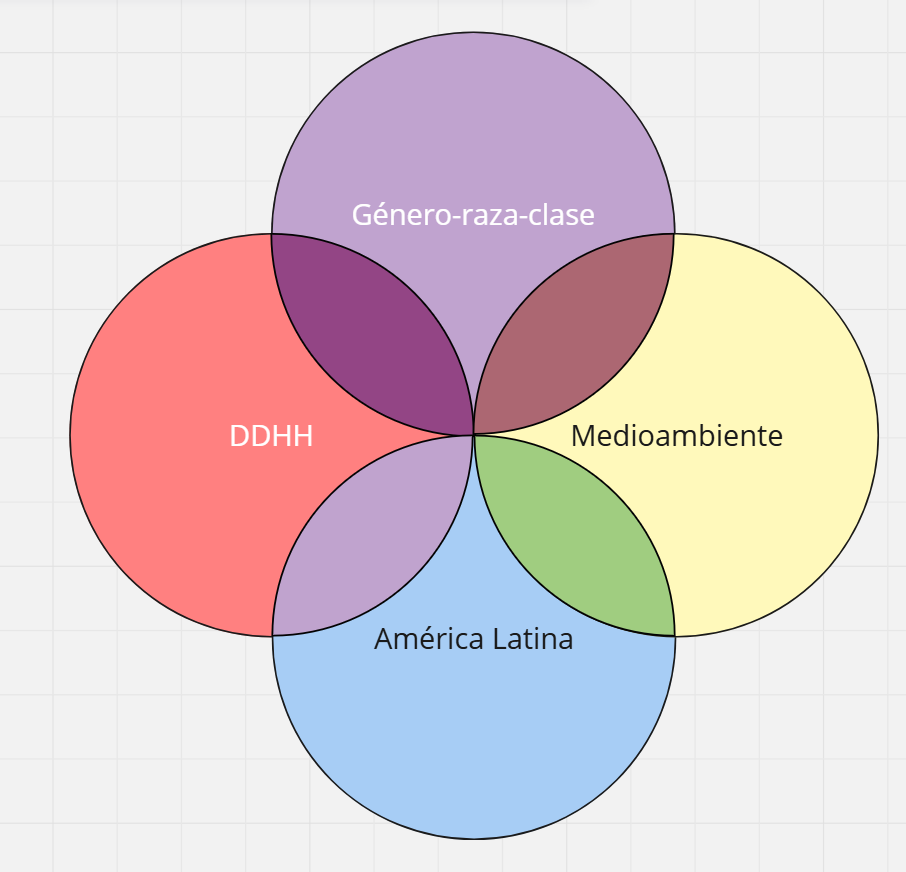 Género-raza-clase
DDHH
Medioambiente
América Latina